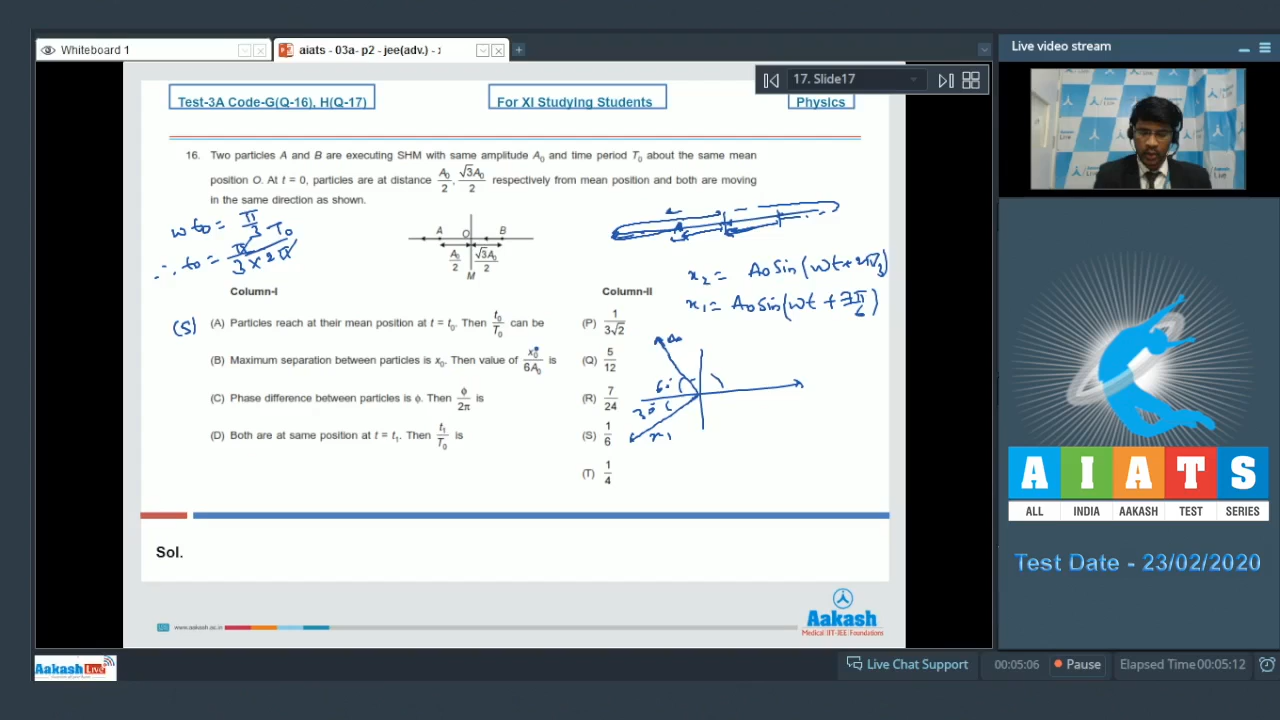 Whiteboard 1
aiats - 03a- p2 - jee(adv.) -
Live video stream
17. Slide17
Test-3A Code-G(Q-16), H(Q-17)
For XI Studying Students
Physics
16. Two particles A and B are executing SHM with same amplitude A₀ and time period T₀ about the same mean
position O. At t = 0, particles are at distance A₀/2, √3A₀/2 respectively from mean position and both are moving
in the same direction as shown.
ωt₀ = π/3
∴ t₀ = π T₀/3×2π
A O B
A₀/2 √3A₀/2
M
x₂ = A₀ sin(ωt+2π/3)
x₁ = A₀ sin(ωt + 7π/6)
Column-I Column-II
(S) (A) Particles reach at their mean position at t = t₀. Then t₀/T₀ can be (P) 1/3√2
(B) Maximum separation between particles is x₀. Then value of x₀/6A₀ is (Q) 5/12
(C) Phase difference between particles is ϕ. Then ϕ/2π is (R) 7/24
(D) Both are at same position at t = t₁. Then t₁/T₀ is (S) 1/6
(T) 1/4
x₁
Sol.
A I A T S
ALL INDIA AAKASH TEST SERIES
Test Date - 23/02/2020
Aakash
Medical | IIT-JEE | Foundations
www.aakash.ac.in
Aakash Live
Live Chat Support
00:05:06
Pause
Elapsed Time 00:05:12